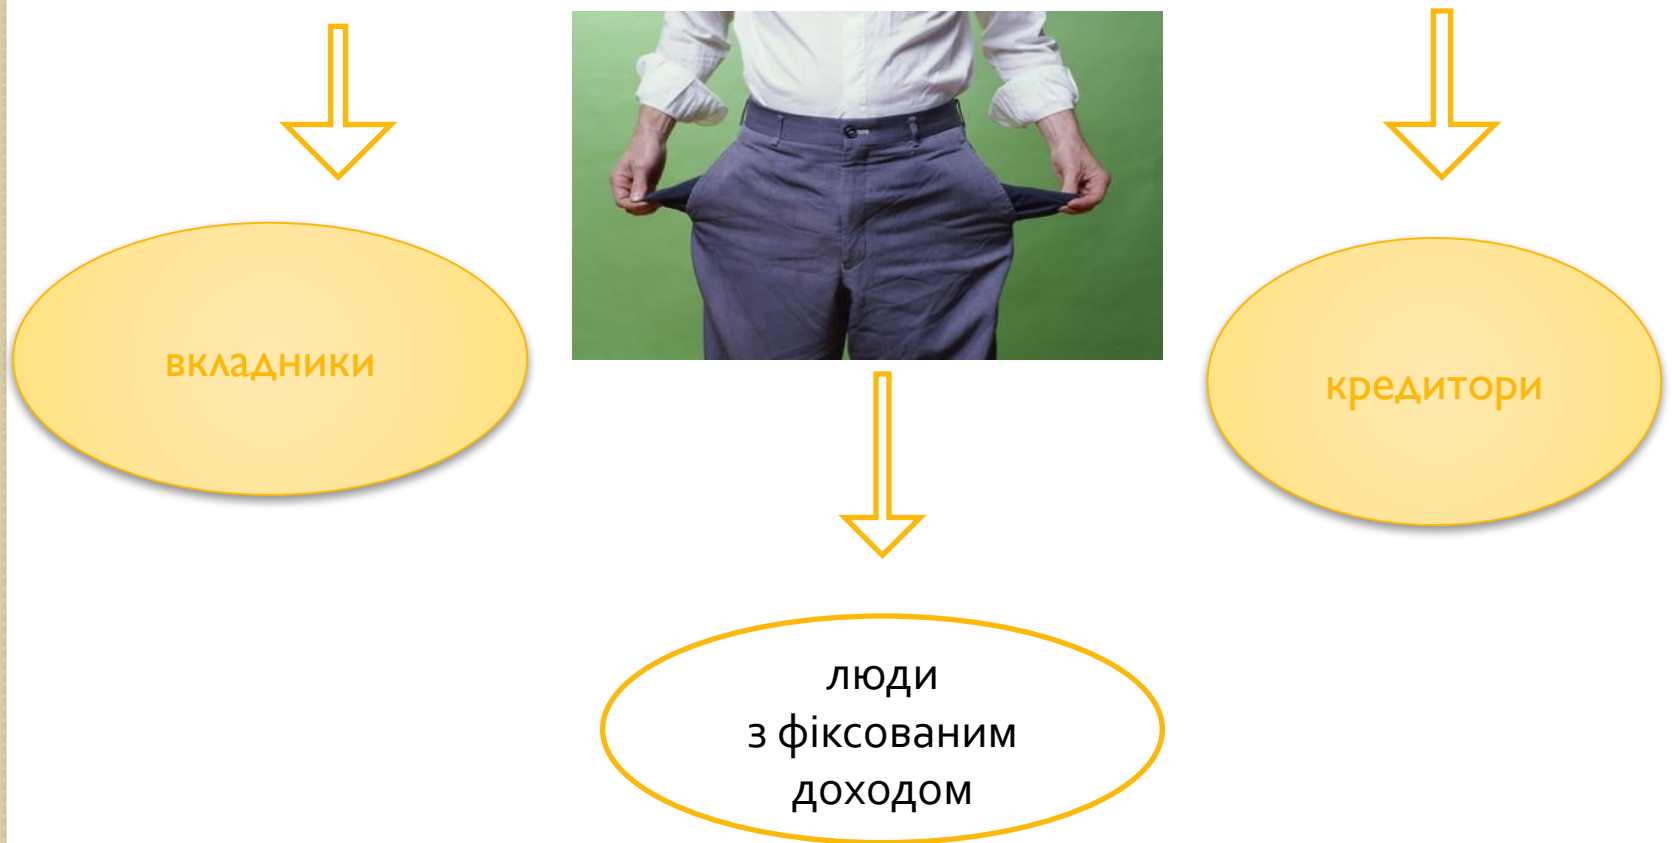 вкладники
кредитори
люди
з фіксованим
доходом